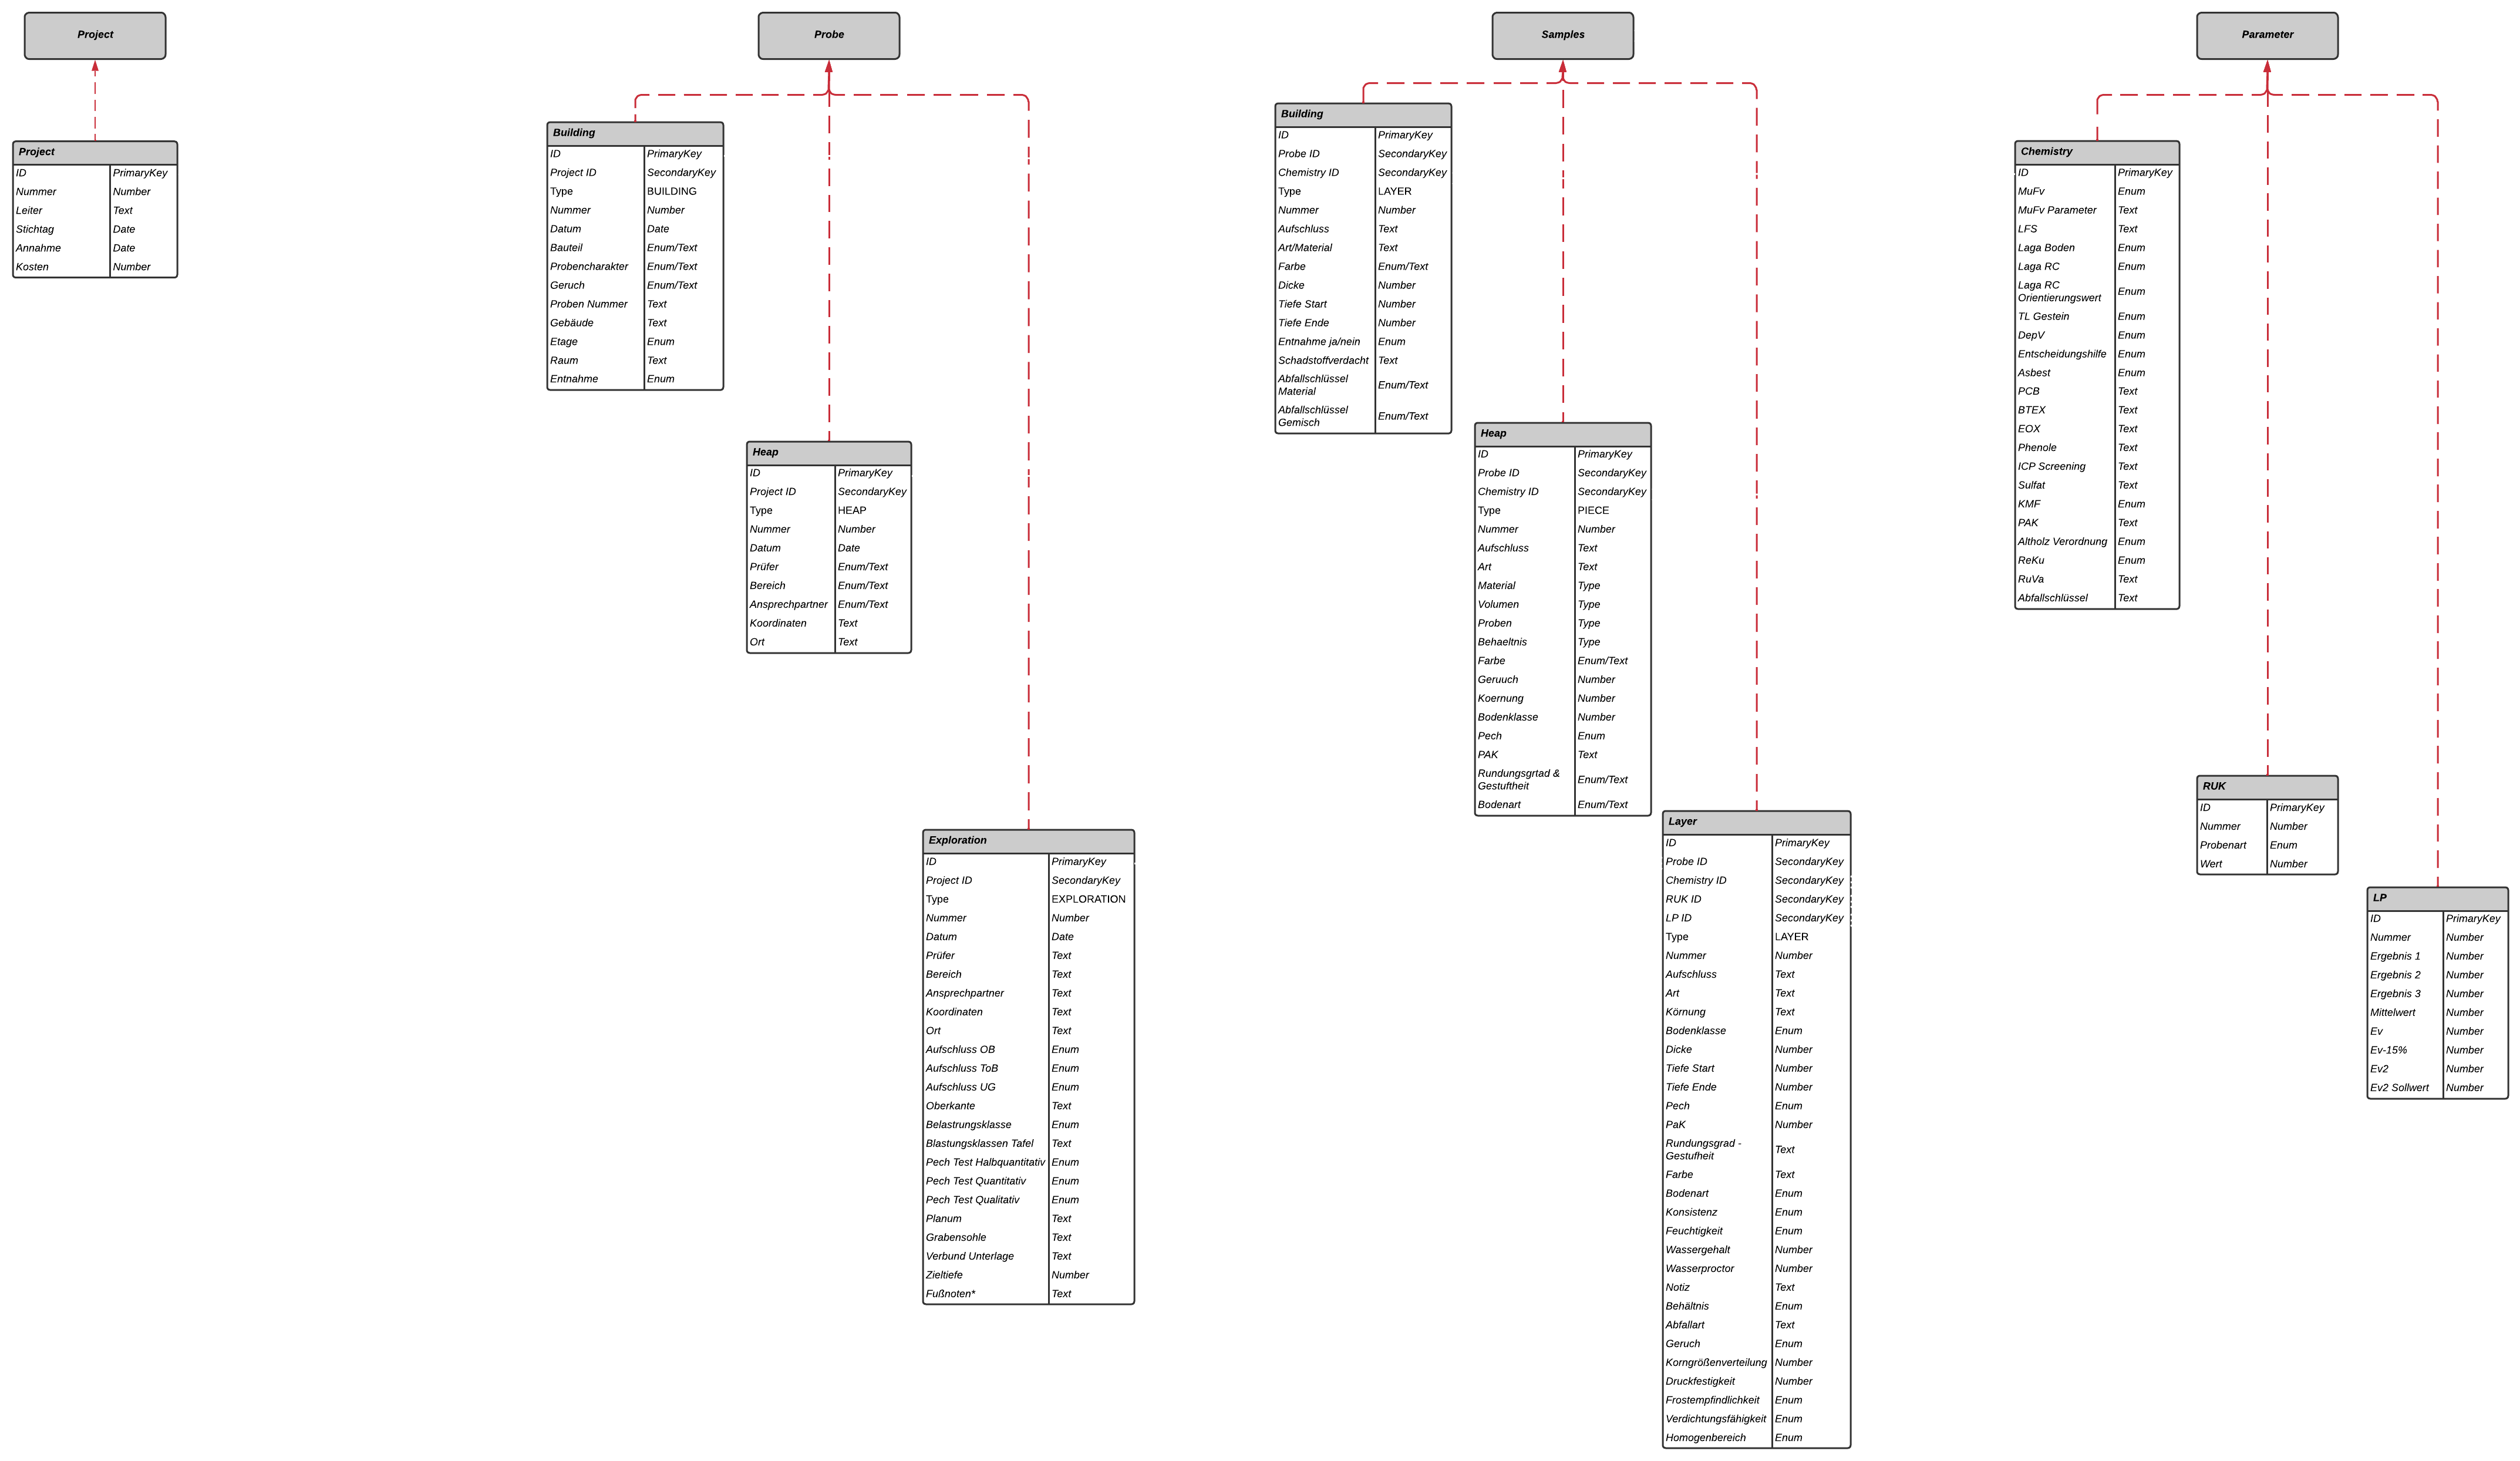 Project
Probe
Samples
Parameter
Project
ID PrimaryKey
Nummer Number
Leiter Text
Stichtag Date
Annahme Date
Kosten Number
Building
ID PrimaryKey
Project ID SecondaryKey
Type BUILDING
Nummer Number
Datum Date
Bauteil Enum/Text
Probencharakter Enum/Text
Geruch Enum/Text
Proben Nummer Text
Gebäude Text
Etage Enum
Raum Text
Entnahme Enum
Heap
ID PrimaryKey
Project ID SecondaryKey
Type HEAP
Nummer Number
Datum Date
Prüfer Enum/Text
Bereich Enum/Text
Ansprechpartner Enum/Text
Koordinaten Text
Ort Text
Exploration
ID PrimaryKey
Project ID SecondaryKey
Type EXPLORATION
Nummer Number
Datum Date
Prüfer Text
Bereich Text
Ansprechpartner Text
Koordinaten Text
Ort Text
Aufschluss OB Enum
Aufschluss ToB Enum
Aufschluss UG Enum
Oberkante Text
Belastrungsklasse Enum
Blastungsklassen Tafel Text
Pech Test Halbquantitativ Enum
Pech Test Quantitativ Enum
Pech Test Qualitativ Enum
Planum Text
Grabensohle Text
Verbund Unterlage Text
Zieltiefe Number
Fußnoten* Text
Building
ID PrimaryKey
Probe ID SecondaryKey
Chemistry ID SecondaryKey
Type LAYER
Nummer Number
Aufschluss Text
Art/Material Text
Farbe Enum/Text
Dicke Number
Tiefe Start Number
Tiefe Ende Number
Entnahme ja/nein Enum
Schadstoffverdacht Text
Abfallschlüssel
Material Enum/Text
Abfallschlüssel
Gemisch Enum/Text
Heap
ID PrimaryKey
Probe ID SecondaryKey
Chemistry ID SecondaryKey
Type PIECE
Nummer Number
Aufschluss Text
Art Text
Material Type
Volumen Type
Proben Type
Behaeltnis Type
Farbe Enum/Text
Geruuch Number
Koernung Number
Bodenklasse Number
Pech Enum
PAK Text
Rundungsgrtad &
Gestuftheit Enum/Text
Bodenart Enum/Text
Layer
ID PrimaryKey
Probe ID SecondaryKey
Chemistry ID SecondaryKey
RUK ID SecondaryKey
LP ID SecondaryKey
Type LAYER
Nummer Number
Aufschluss Text
Art Text
Körnung Text
Bodenklasse Enum
Dicke Number
Tiefe Start Number
Tiefe Ende Number
Pech Enum
PaK Number
Rundungsgrad -
Gestufheit Text
Farbe Text
Bodenart Enum
Konsistenz Enum
Feuchtigkeit Enum
Wassergehalt Number
Wasserproctor Number
Notiz Text
Behältnis Enum
Abfallart Text
Geruch Enum
Korngrößenverteilung Number
Druckfestigkeit Number
Frostempfindlichkeit Enum
Verdichtungsfähigkeit Enum
Homogenbereich Enum
Chemistry
ID PrimaryKey
MuFv Enum
MuFv Parameter Text
LFS Text
Laga Boden Enum
Laga RC Enum
Laga RC
Orientierungswert Enum
TL Gestein Enum
DepV Enum
Entscheidungshilfe Enum
Asbest Enum
PCB Text
BTEX Text
EOX Text
Phenole Text
ICP Screening Text
Sulfat Text
KMF Enum
PAK Text
Altholz Verordnung Enum
ReKu Enum
RuVa Text
Abfallschlüssel Text
RUK
ID PrimaryKey
Nummer Number
Probenart Enum
Wert Number
LP
ID PrimaryKey
Nummer Number
Ergebnis 1 Number
Ergebnis 2 Number
Ergebnis 3 Number
Mittelwert Number
Ev Number
Ev-15% Number
Ev2 Number
Ev2 Sollwert Number